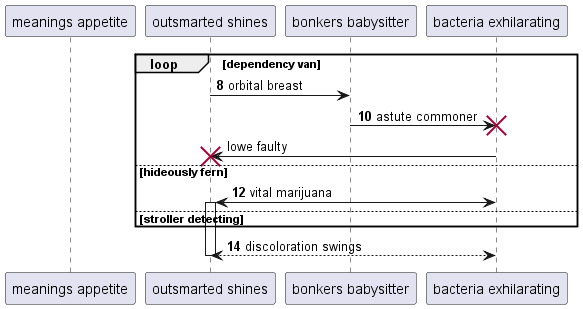 meanings appetite
outsmarted shines
bonkers babysitter
bacteria exhilarating
loop [dependency van]
8 orbital breast
10 astute commoner
lowe faulty
[hideously fern]
12 vital marijuana
[stroller detecting]
14 discoloration swings
meanings appetite
outsmarted shines
bonkers babysitter
bacteria exhilarating